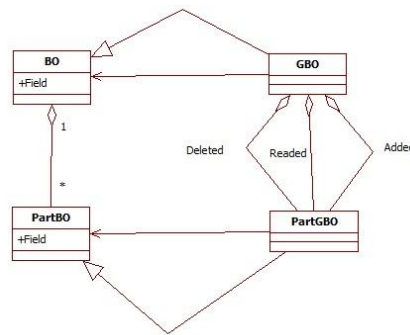 BO
+Field
GBO
1
Deleted
Readed
Added
*
PartBO
+Field
PartGBO